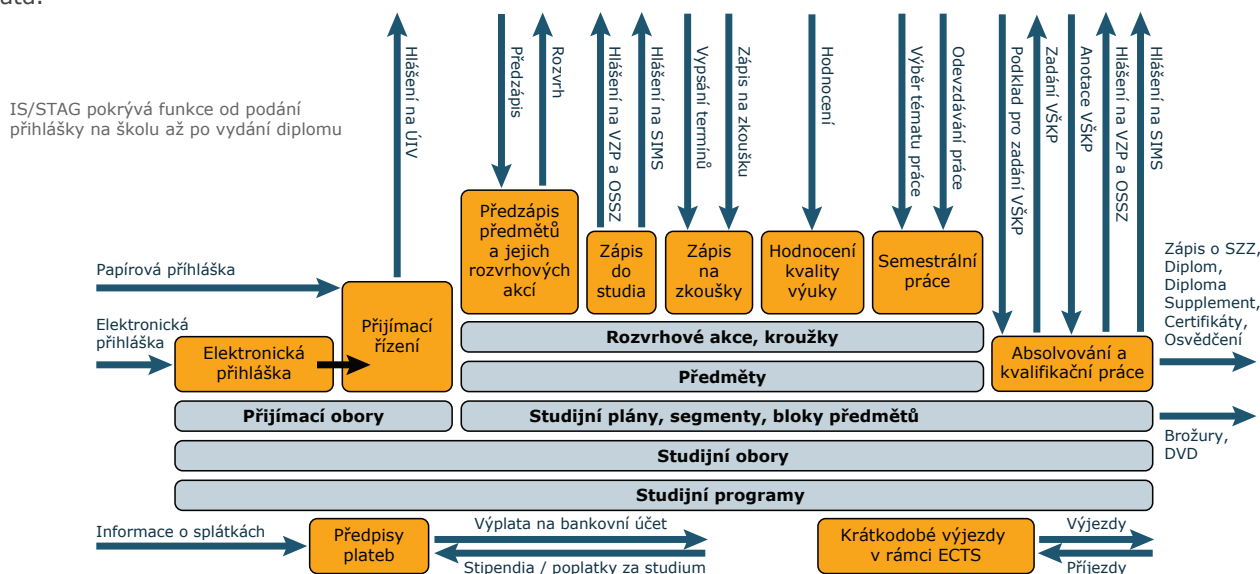 IS/STAG pokrývá funkce od podání
přihlášky na školu až po vydání diplomu
Hlášení na ÚIV
Předzápis
Rozvrh
Hlášení na VZP a OSSZ
Hlášení na SIMS
Vypsání termínů
Zápis na zkoušku
Hodnocení
Výběr tématu práce
Odevzdávání práce
Podklad pro zadání VŠKP
Zadání VŠKP
Anotace VŠKP
Hlášení na VZP a OSSZ
Hlášení na SIMS
Papírová příhláška
Elektronická
přihláška
Elektronická
přihláška
Přijímací
řízení
Předzápis
předmětů
a jejich
rozvrhových
akcí
Zápis
do
studia
Zápis
na
zkoušky
Hodnocení
kvality
výuky
Semestrální
práce
Absolvování a
kvalifikační práce
Zápis o SZZ,
Diplom,
Diploma
Supplement,
Certifikáty,
Osvědčení
Rozvrhové akce, kroužky
Předměty
Přijímací obory
Studijní plány, segmenty, bloky předmětů
Brožury,
DVD
Studijní obory
Studijní programy
Informace o splátkách
Předpisy
plateb
Výplata na bankovní účet
Stipendia / poplatky za studium
Krátkodobé výjezdy
v rámci ECTS
Výjezdy
Příjezdy